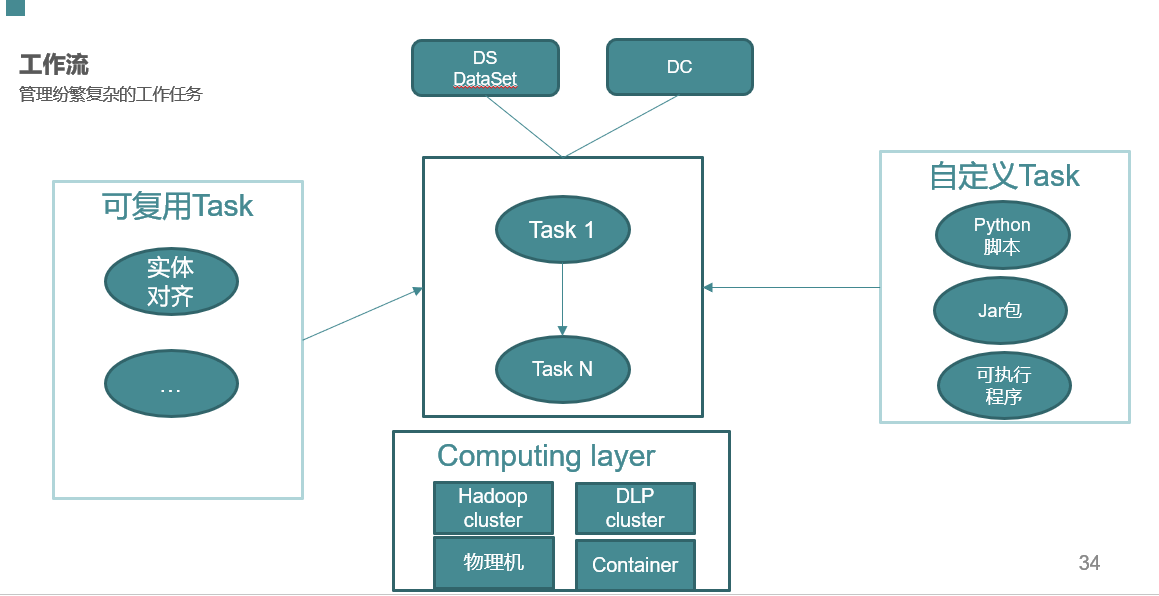 工作流
管理纷繁复杂的工作任务
DS
DataSet
DC
可复用Task
实体
对齐
...
Task 1
Task N
自定义Task
Python
脚本
Jar包
可执行
程序
Computing layer
Hadoop
cluster
DLP
cluster
物理机
Container
34